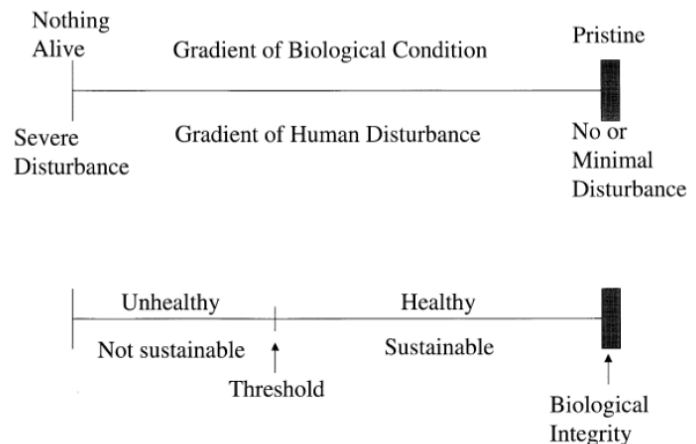 Nothing
Alive
Gradient of Biological Condition
Pristine
Severe
Disturbance
Gradient of Human Disturbance
No or
Minimal
Disturbance
Unhealthy
Healthy
Not sustainable
Sustainable
Threshold
Biological
Integrity